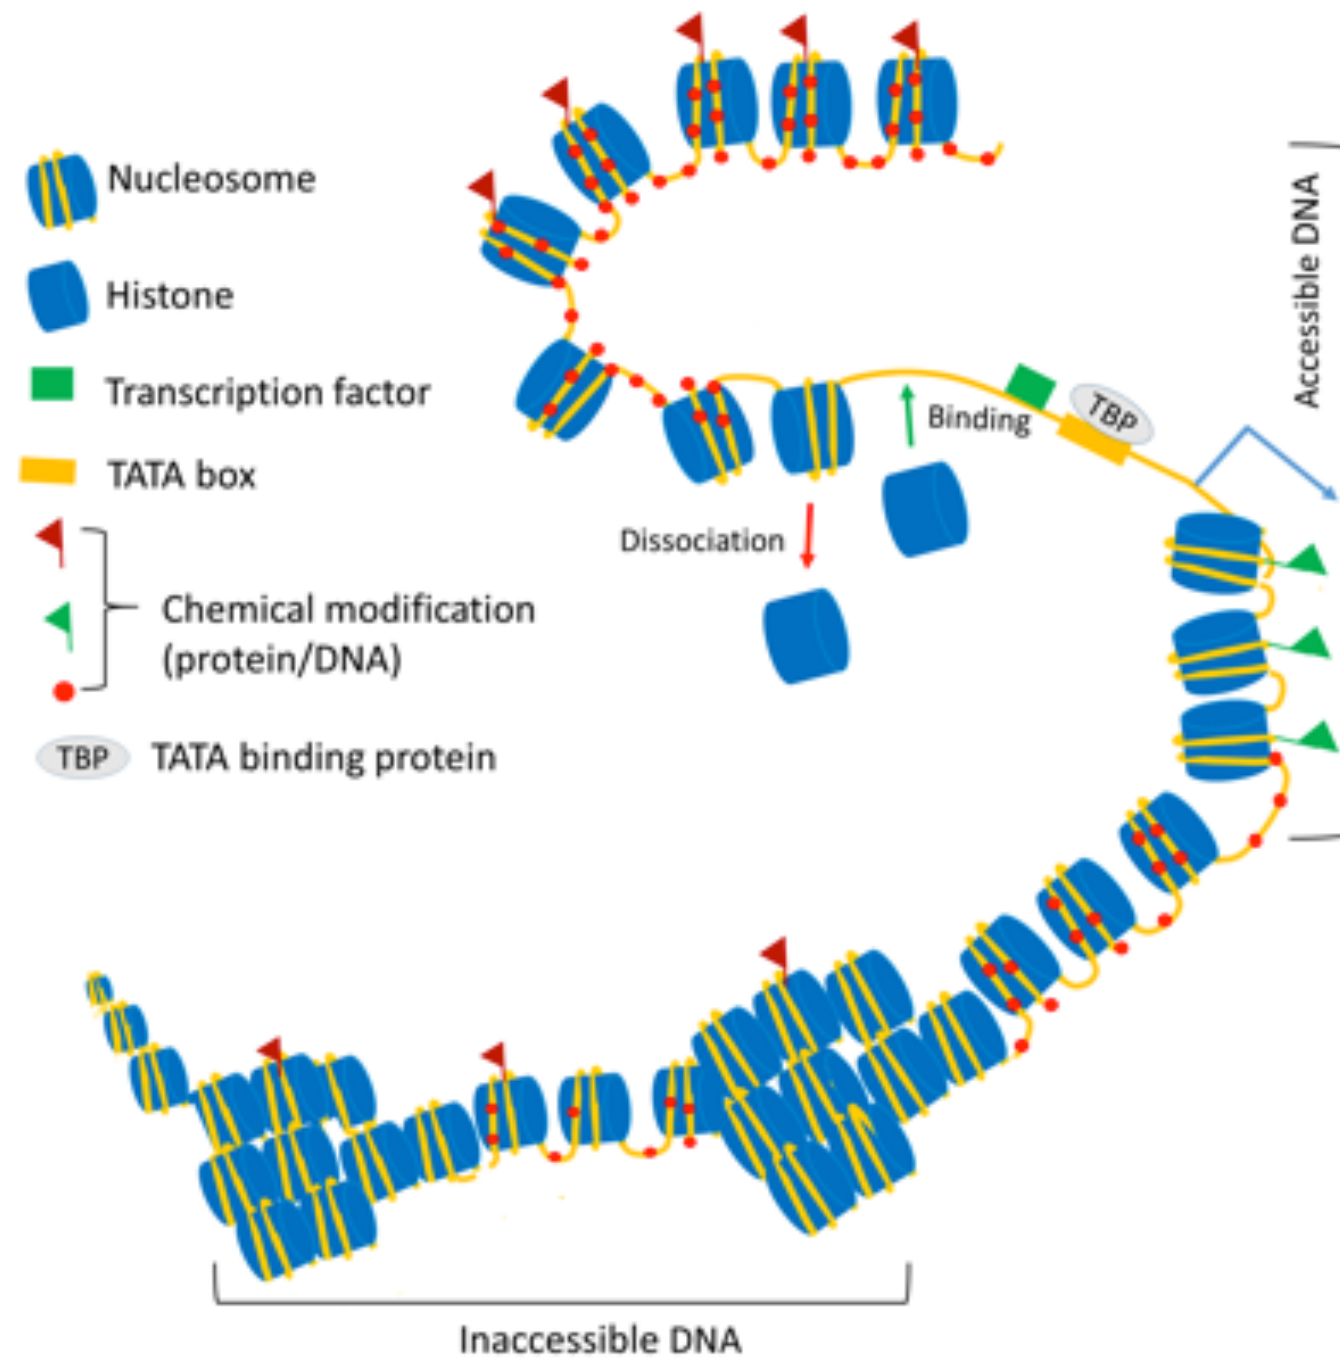 Nucleosome
Histone
Transcription factor
TATA box
Chemical modification
(protein/DNA)
TBP
TATA binding protein
Accessible DNA
Binding
TBP
Dissociation
Inaccessible DNA